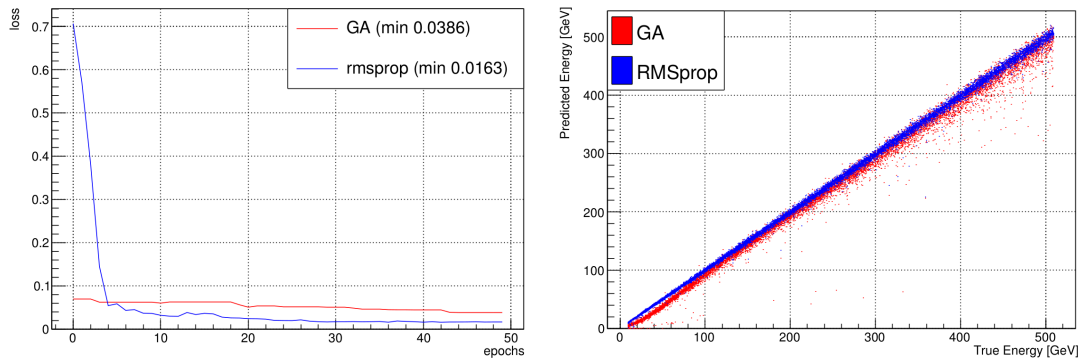 loss
GA (min 0.0386)
rmsprop (min 0.0163)
0.7
0.6
0.5
0.4
0.3
0.2
0.1
0
0 10 20 30 40 50
epochs
Predicted Energy [GeV]
GA
RMSprop
500
400
300
200
100
0
0 100 200 300 400 500
True Energy [GeV]